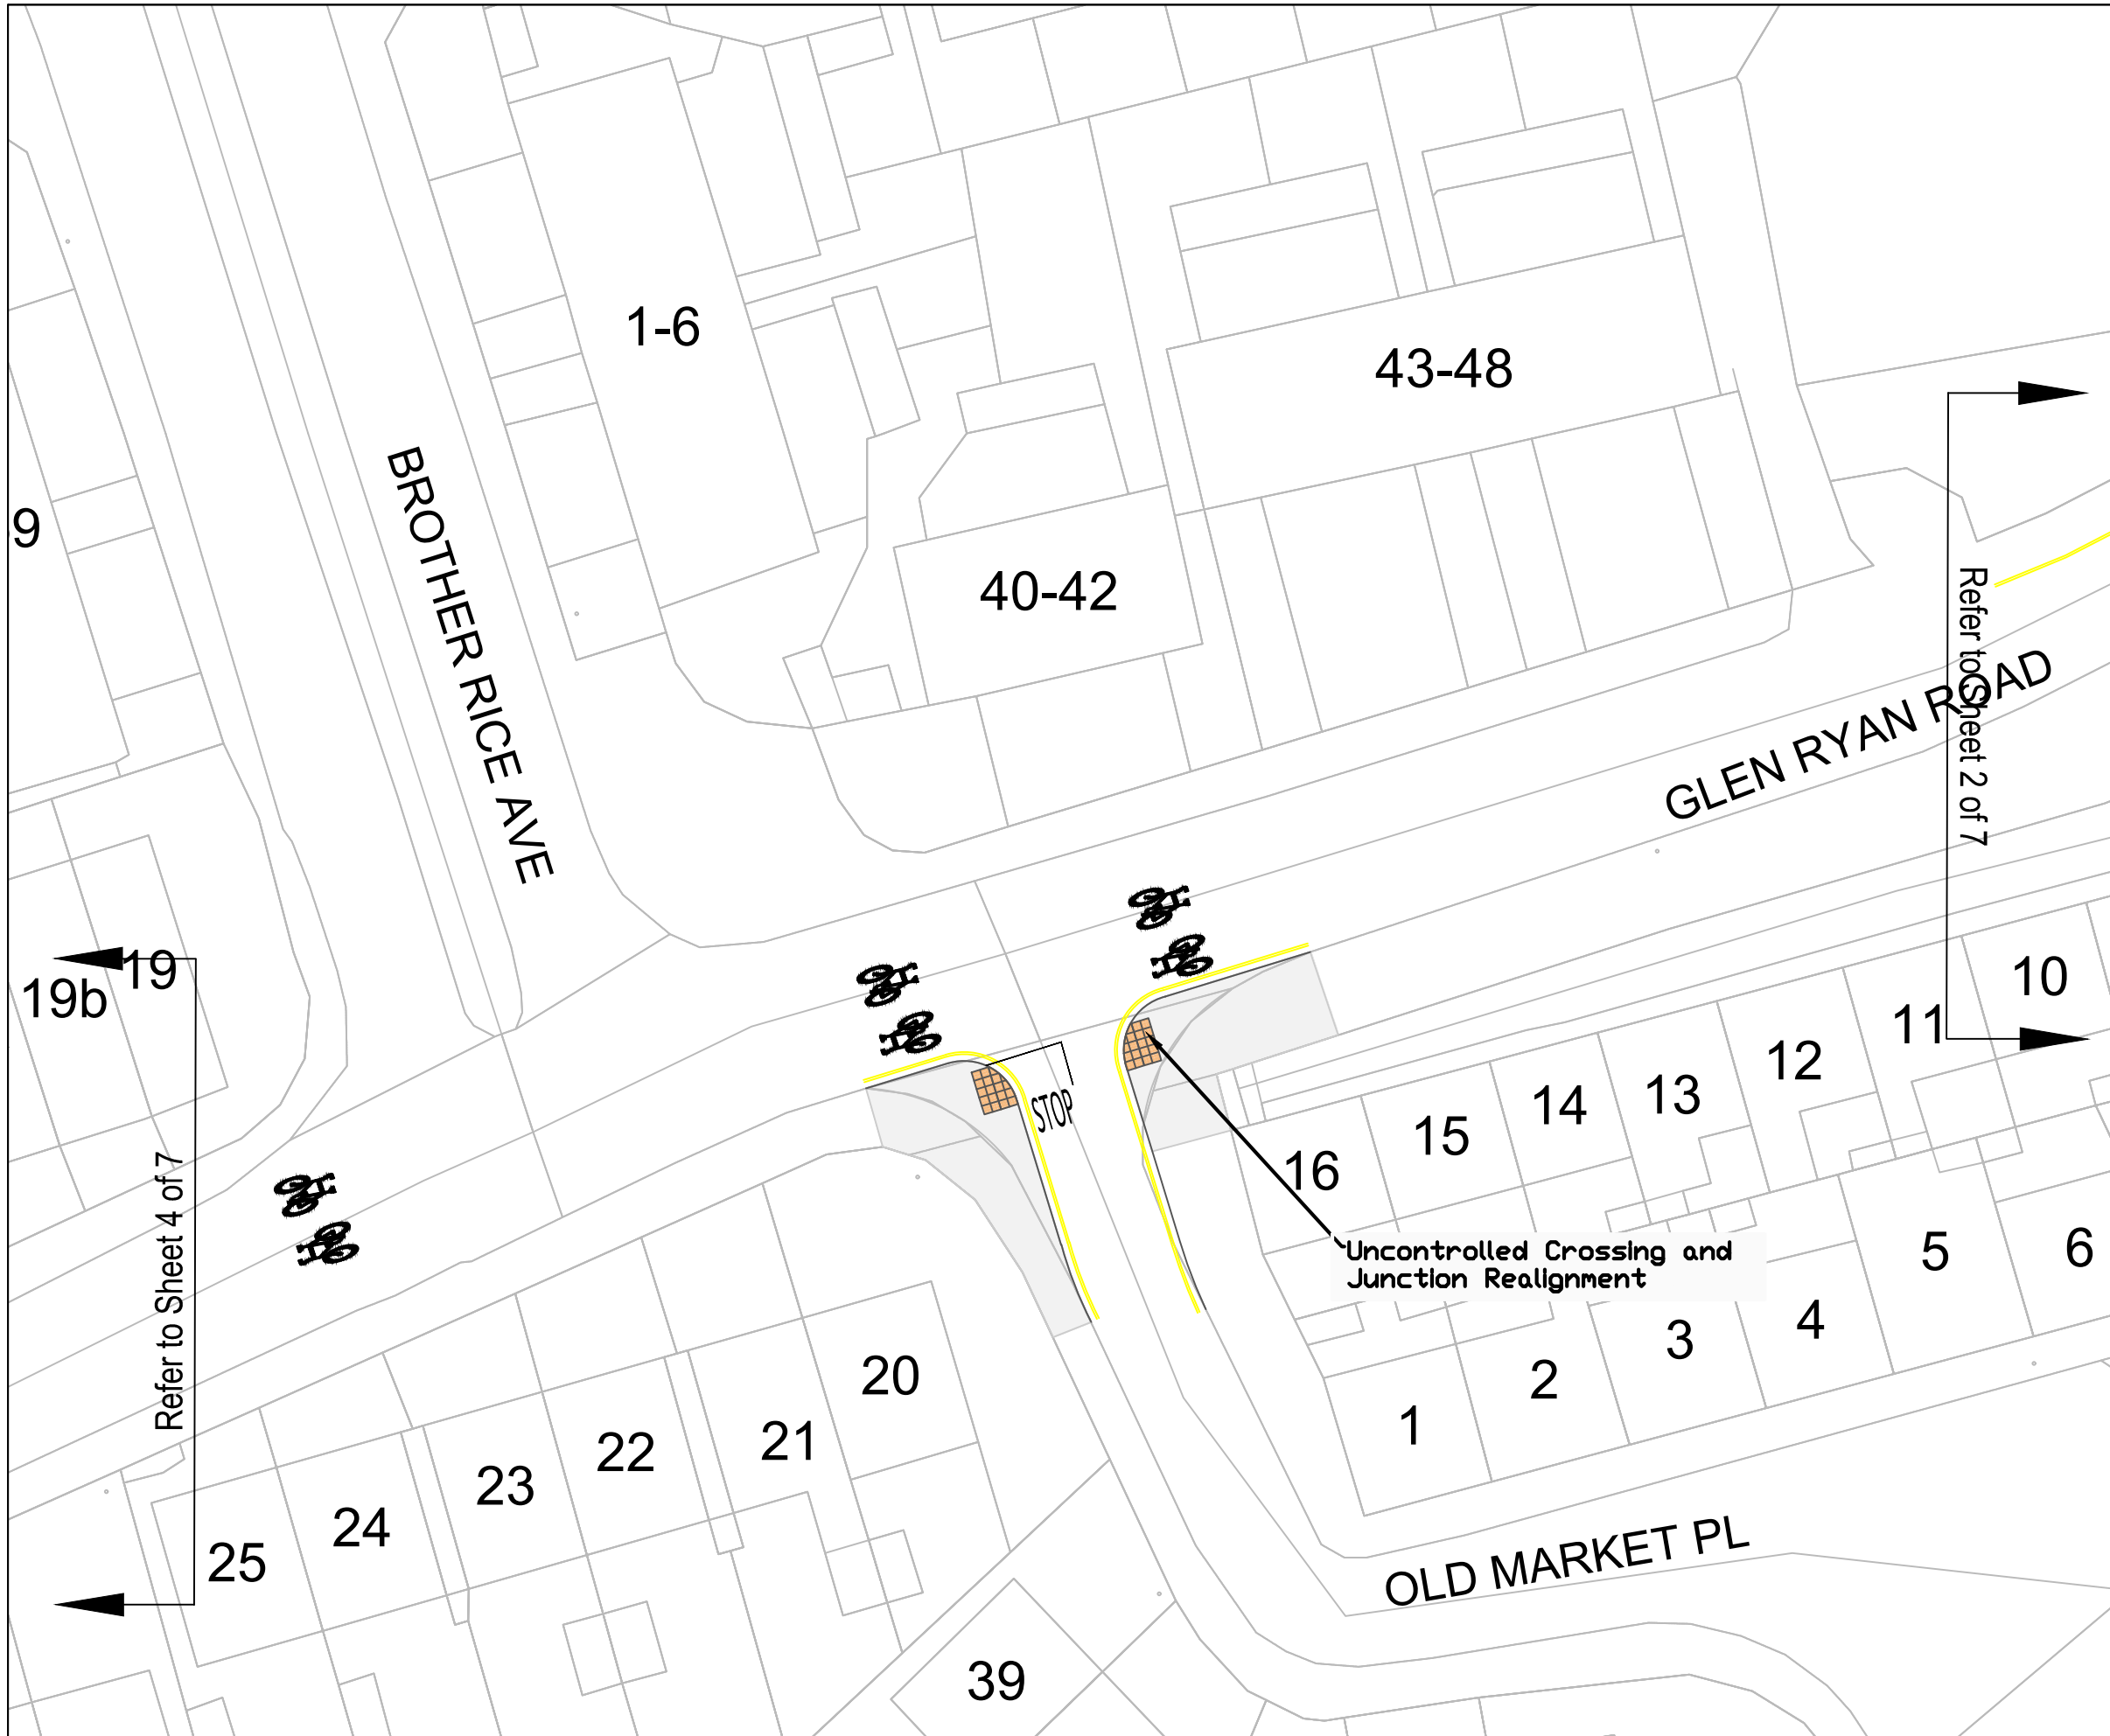 1-6
43-48
9
BROTHER RICE AVE
40-42
Refer to Sheet 2 of 7
GLEN RYAN ROAD
19
19b
10
11
12
13
14
15
16
STOP
Refer to Sheet 4 of 7
Uncontrolled Crossing and
Junction Realignment
5
6
4
3
2
1
20
21
22
23
24
25
OLD MARKET PL
39